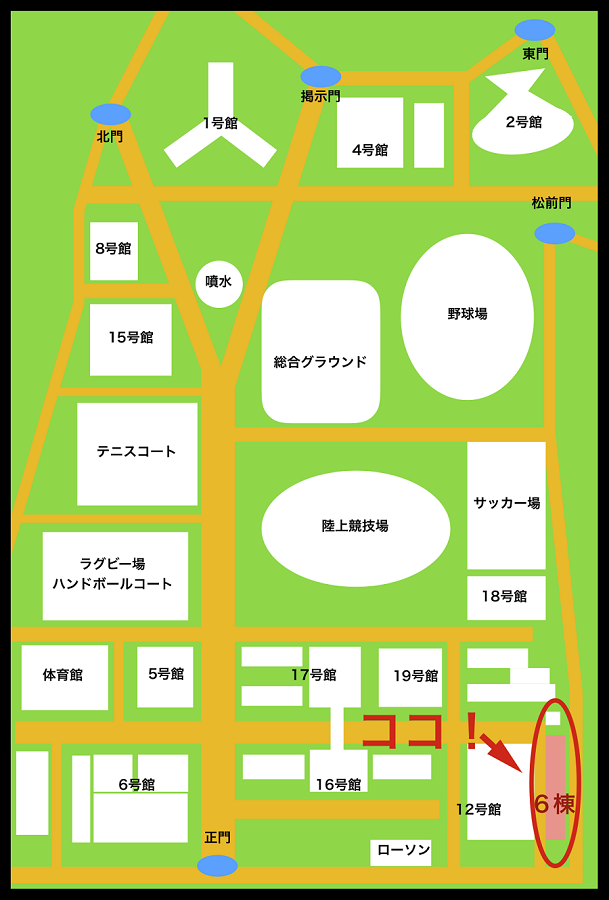 東門
掲示門
1号館
2号館
北門
4号館
松前門
8号館
噴水
野球場
15号館
総合グラウンド
テニスコート
サッカー場
陸上競技場
ラグビー場
ハンドボールコート
18号館
体育館
5号館
17号館
19号館
ココ！
6号館
16号館
6棟
12号館
正門
ローソン